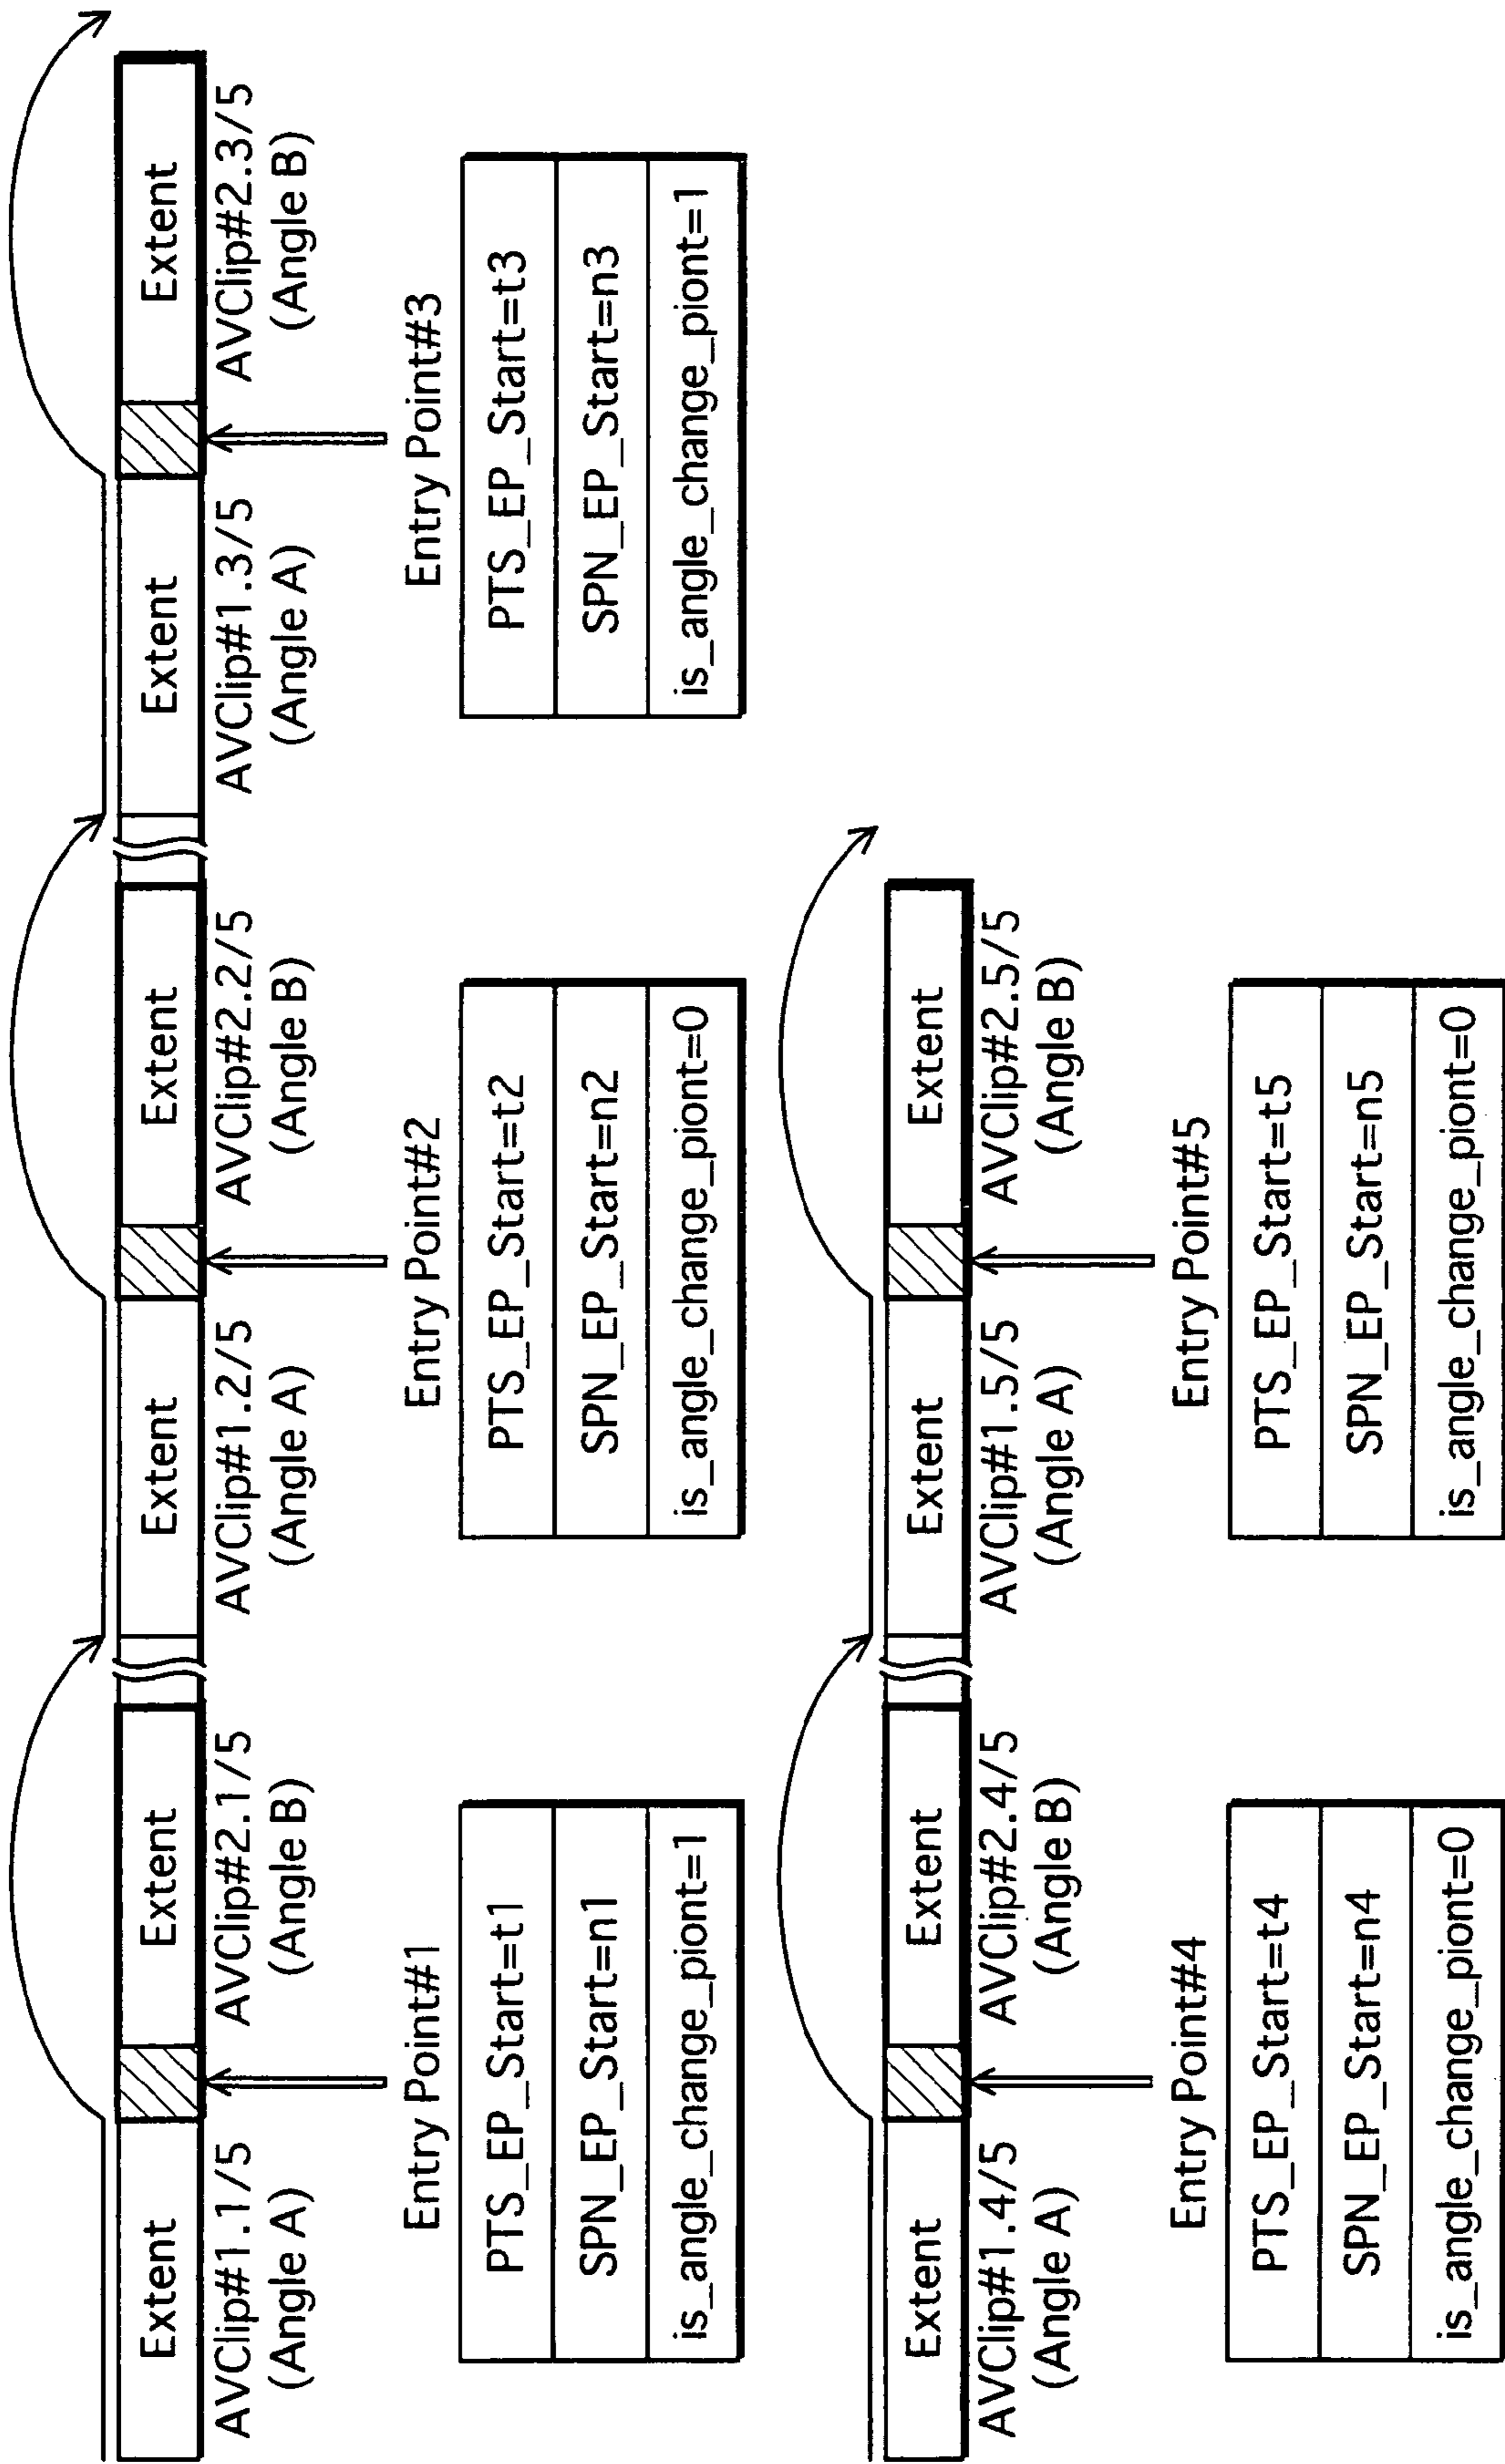 Extent
Extent
Extent
Extent
Extent
Extent
AVClip#1.1/5
AVClip#2.1/5
AVClip#1.2/5
AVClip#2.2/5
AVClip#1.3/5
AVClip#2.3/5
(Angle A)
(Angle B)
(Angle A)
(Angle B)
(Angle A)
(Angle B)
Entry Point#1
PTS_EP_Start=t1
SPN_EP_Start=n1
is_angle_change_piont=1
Entry Point#2
PTS_EP_Start=t2
SPN_EP_Start=n2
is_angle_change_piont=0
Entry Point#3
PTS_EP_Start=t3
SPN_EP_Start=n3
is_angle_change_piont=1
Extent
Extent
Extent
Extent
AVClip#1.4/5
AVClip#2.4/5
AVClip#1.5/5
AVClip#2.5/5
(Angle A)
(Angle B)
(Angle A)
(Angle B)
Entry Point#4
PTS_EP_Start=t4
SPN_EP_Start=n4
is_angle_change_piont=0
Entry Point#5
PTS_EP_Start=t5
SPN_EP_Start=n5
is_angle_change_piont=0